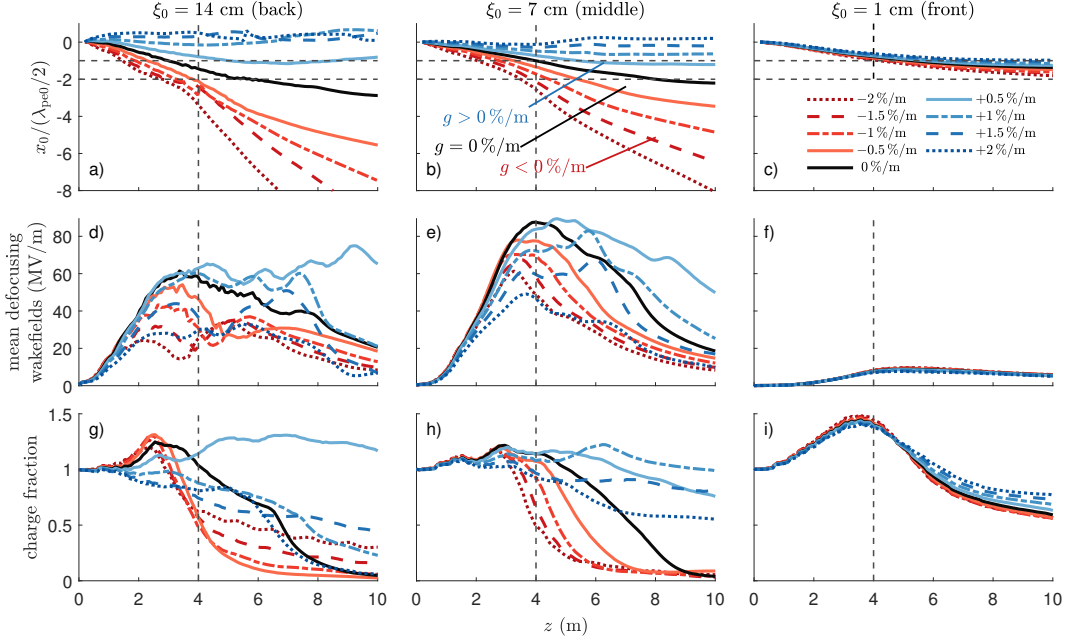 ξ₀ = 14 cm (back) ξ₀ = 7 cm (middle) ξ₀ = 1 cm (front)
x₀/(λₚₑ₀/2)
0
-2
-4
-6
-8
a)
b)
g > 0 %/m
g = 0 %/m
g < 0 %/m
c)
-2 %/m +0.5 %/m
-1.5 %/m +1 %/m
-1 %/m +1.5 %/m
-0.5 %/m +2 %/m
0 %/m
mean defocusing
wakefields (MV/m)
80
60
40
20
0
d)
e)
f)
charge fraction
1.5
1
0.5
0
g)
h)
i)
0 2 4 6 8 10 0 2 4 6 8 10 0 2 4 6 8 10
z (m)